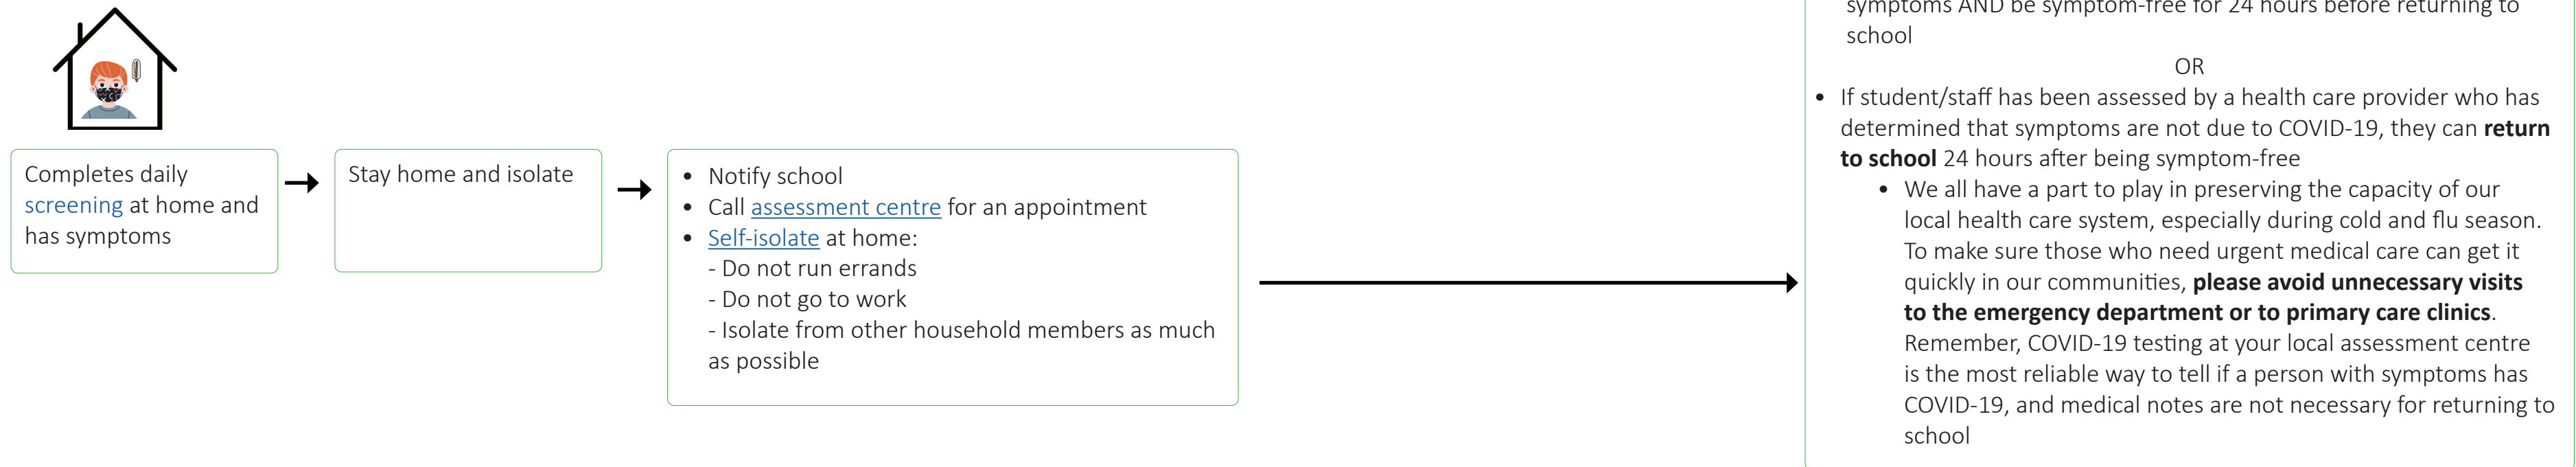 Completes daily
screening at home and
has symptoms
Stay home and isolate
• Notify school
• Call assessment centre for an appointment
• Self-isolate at home:
- Do not run errands
- Do not go to work
- Isolate from other household members as much
as possible
symptoms AND be symptom-free for 24 hours before returning to
school
OR
• If student/staff has been assessed by a health care provider who has
determined that symptoms are not due to COVID-19, they can return
to school 24 hours after being symptom-free
• We all have a part to play in preserving the capacity of our
local health care system, especially during cold and flu season.
To make sure those who need urgent medical care can get it
quickly in our communities, please avoid unnecessary visits
to the emergency department or to primary care clinics.
Remember, COVID-19 testing at your local assessment centre
is the most reliable way to tell if a person with symptoms has
COVID-19, and medical notes are not necessary for returning to
school